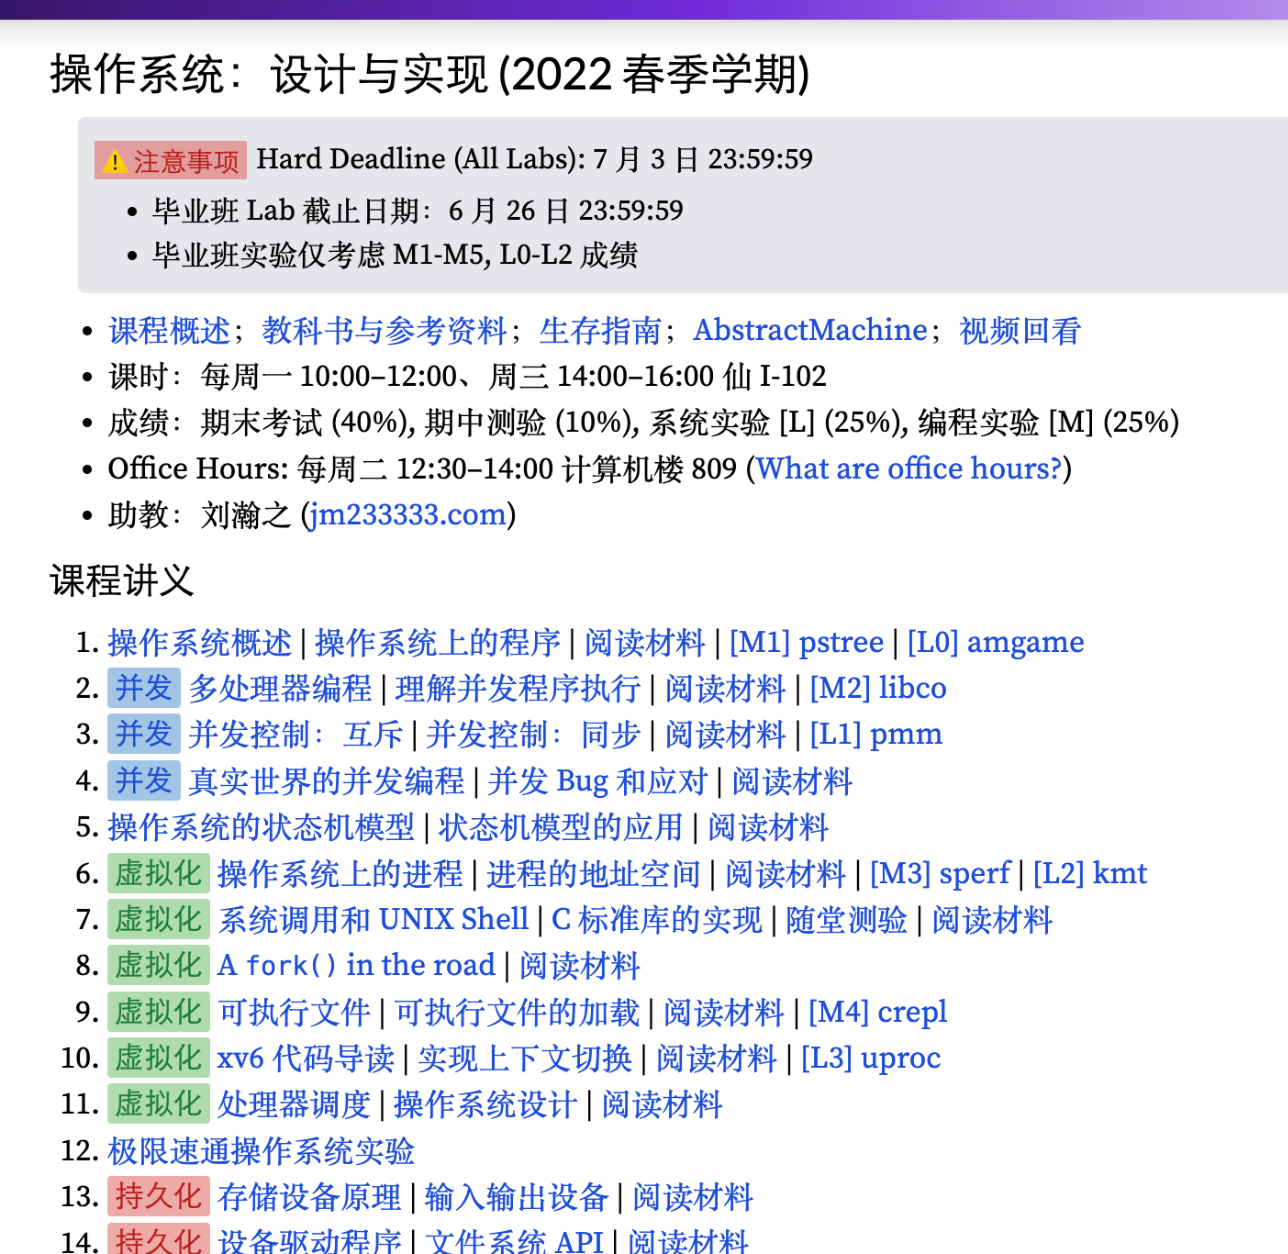 操作系统：设计与实现 (2022 春季学期)
⚠️ 注意事项 Hard Deadline (All Labs): 7 月 3 日 23:59:59
• 毕业班 Lab 截止日期：6 月 26 日 23:59:59
• 毕业班实验仅考虑 M1-M5, L0-L2 成绩
• 课程概述；教科书与参考资料；生存指南；AbstractMachine；视频回看
• 课时：每周一 10:00–12:00、周三 14:00–16:00 仙 I-102
• 成绩：期末考试 (40%), 期中测验 (10%), 系统实验 [L] (25%), 编程实验 [M] (25%)
• Office Hours: 每周二 12:30–14:00 计算机楼 809 (What are office hours?)
• 助教：刘瀚之 (jm233333.com)
课程讲义
1. 操作系统概述 | 操作系统上的程序 | 阅读材料 | [M1] pstree | [L0] amgame
2. 并发 多处理器编程 | 理解并发程序执行 | 阅读材料 | [M2] libco
3. 并发 并发控制：互斥 | 并发控制：同步 | 阅读材料 | [L1] pmm
4. 并发 真实世界的并发编程 | 并发 Bug 和应对 | 阅读材料
5. 操作系统的状态机模型 | 状态机模型的应用 | 阅读材料
6. 虚拟化 操作系统上的进程 | 进程的地址空间 | 阅读材料 | [M3] sperf | [L2] kmt
7. 虚拟化 系统调用和 UNIX Shell | C 标准库的实现 | 随堂测验 | 阅读材料
8. 虚拟化 A fork() in the road | 阅读材料
9. 虚拟化 可执行文件 | 可执行文件的加载 | 阅读材料 | [M4] crepl
10. 虚拟化 xv6 代码导读 | 实现上下文切换 | 阅读材料 | [L3] uproc
11. 虚拟化 处理器调度 | 操作系统设计 | 阅读材料
12. 极限速通操作系统实验
13. 持久化 存储设备原理 | 输入输出设备 | 阅读材料
14. 持久化 设备驱动程序 | 文件系统 API | 阅读材料